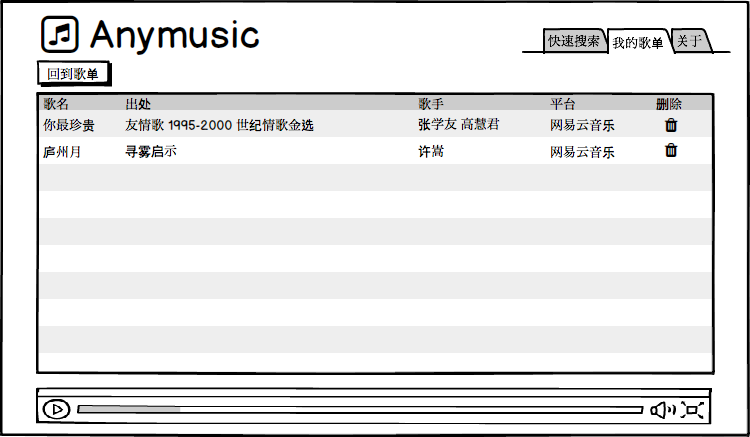 Anymusic
快速搜索 我的歌单 关于
回到歌单
歌名 出处 歌手 平台 删除
你最珍贵 友情歌 1995-2000 世纪情歌金选 张学友 高慧君 网易云音乐
庐州月 寻雾启示 许嵩 网易云音乐